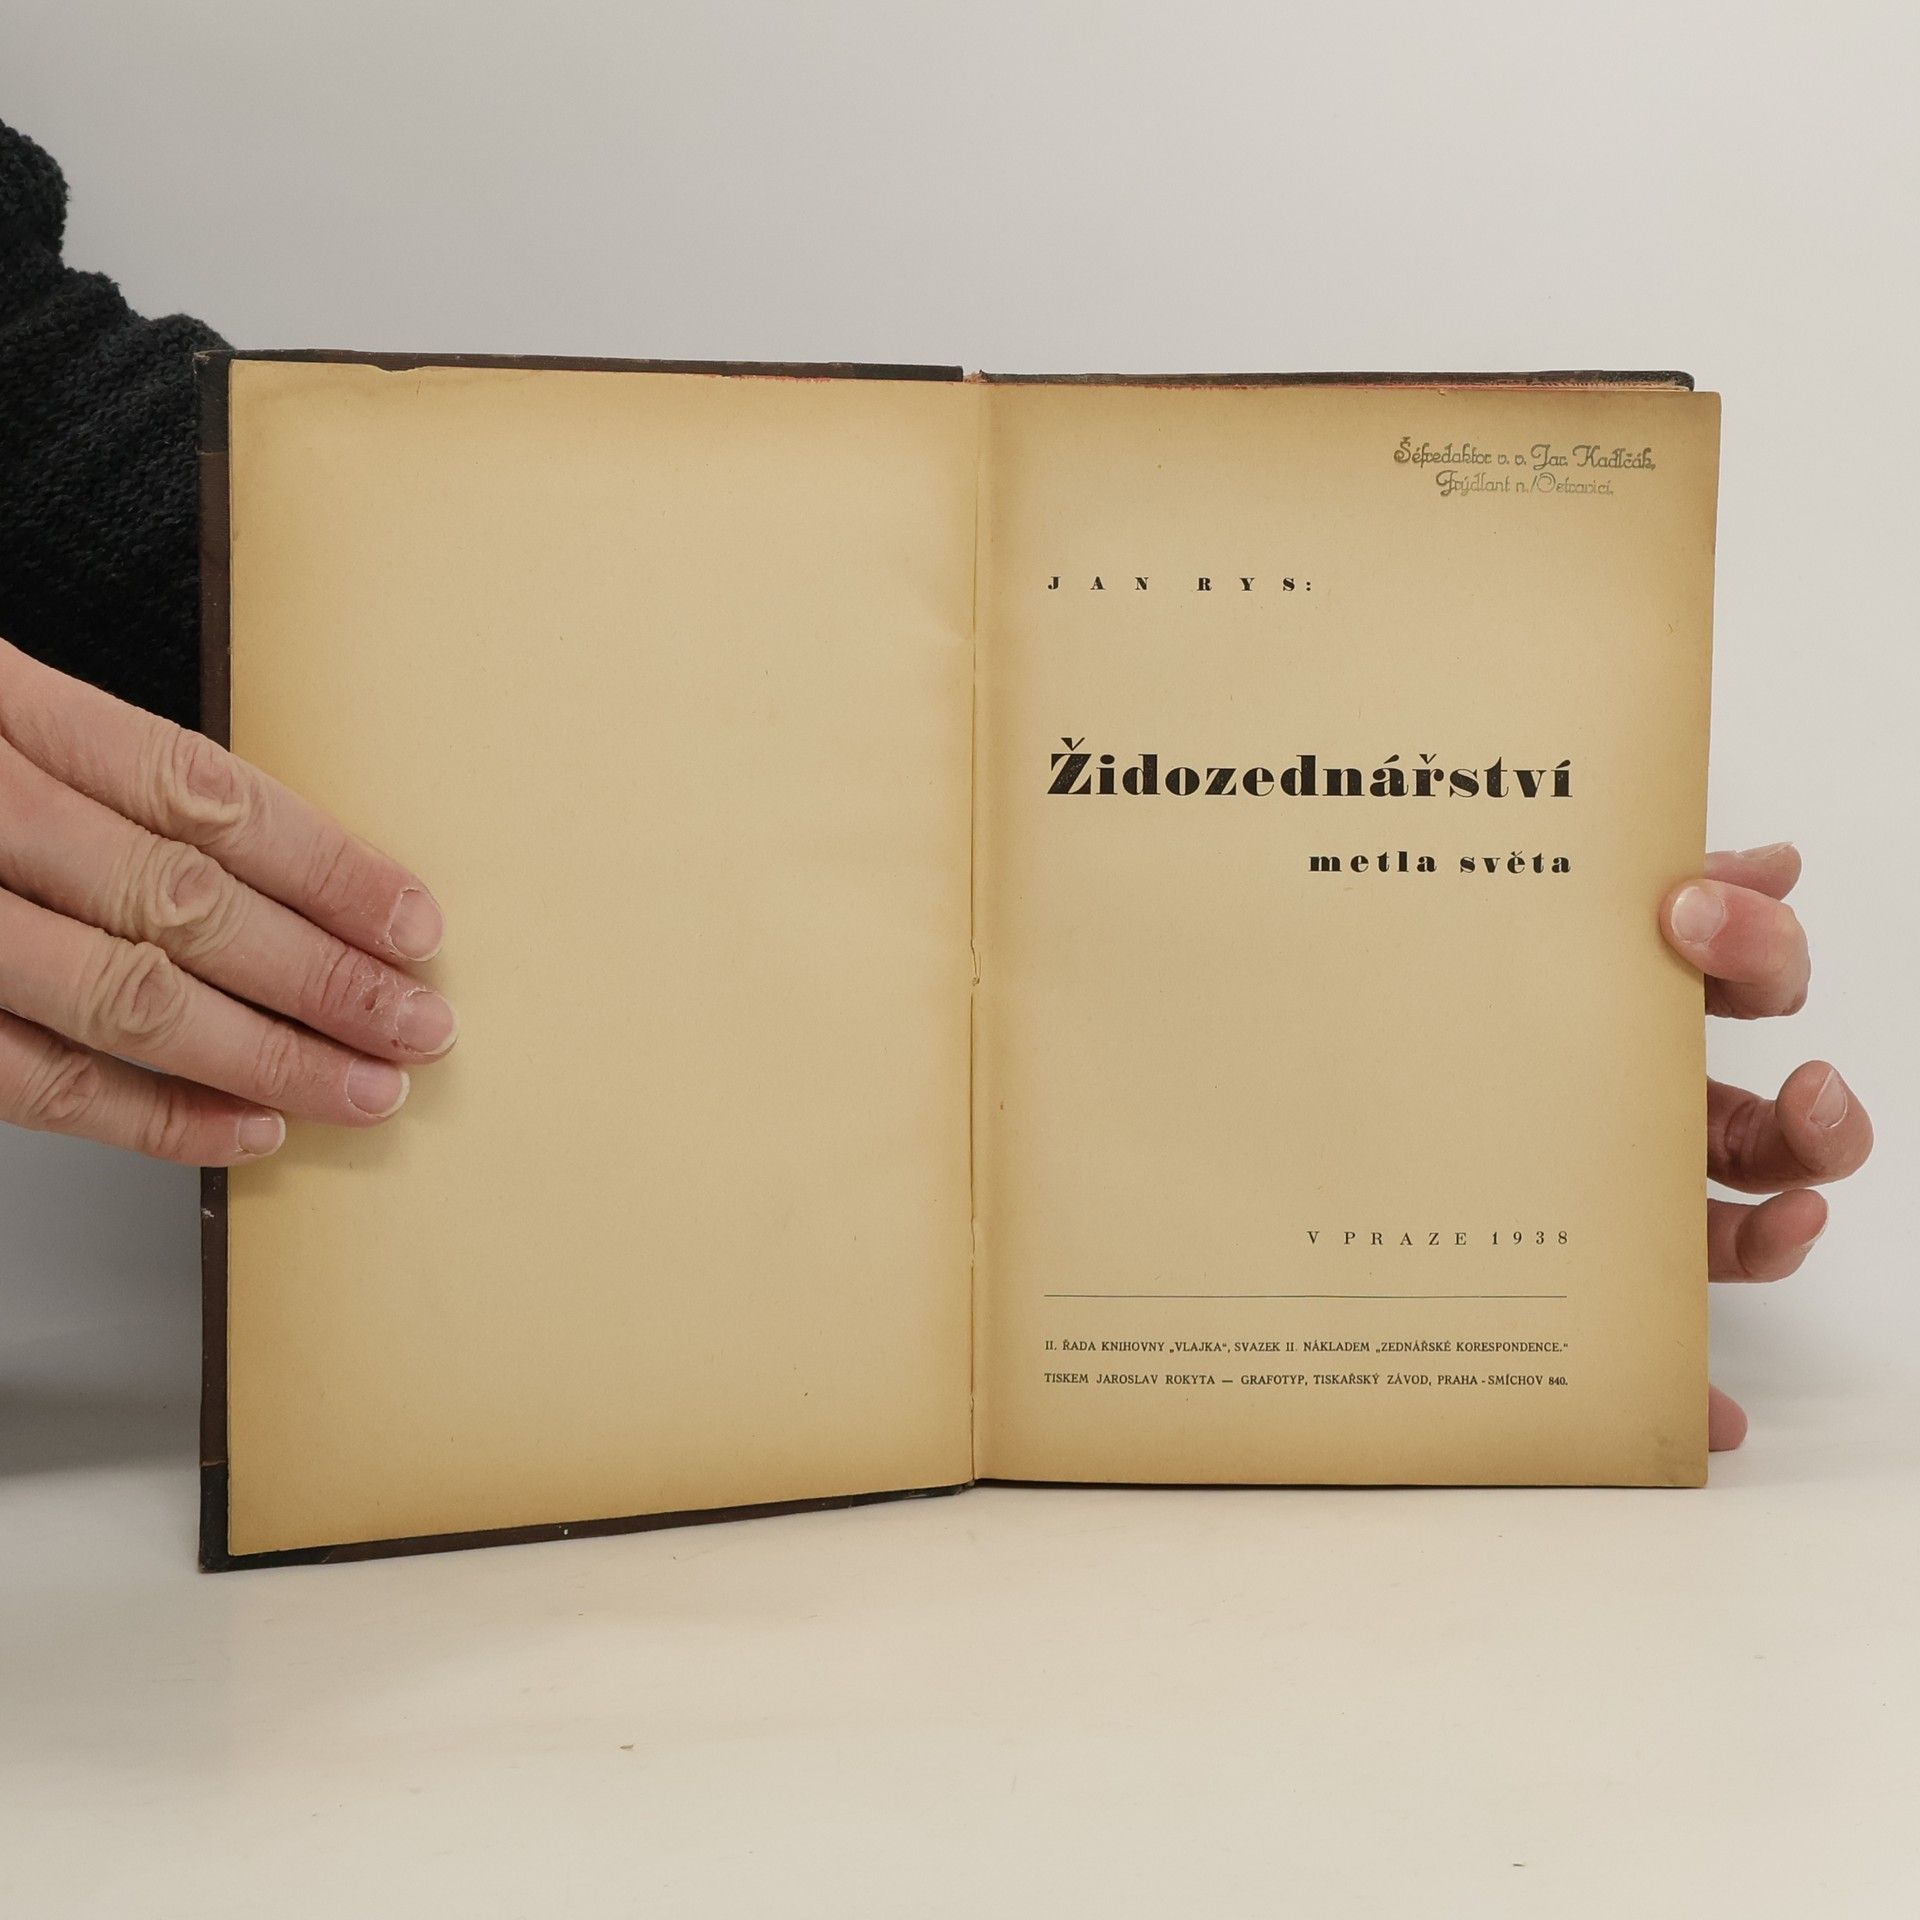 Šéfredaktor v. v. Jar. Kadlčák,
Frýdlant n./Ostravicí.
JAN RYS:
Židozednářství
metla světa
V PRAZE 1938
II. ŘADA KNIHOVNY „VLAJKA“, SVAZEK II. NÁKLADEM „ZEDNÁŘSKÉ KORESPONDENCE.“
TISKEM JAROSLAV ROKYTA — GRAFOTYP, TISKAŘSKÝ ZÁVOD, PRAHA - SMÍCHOV 840.